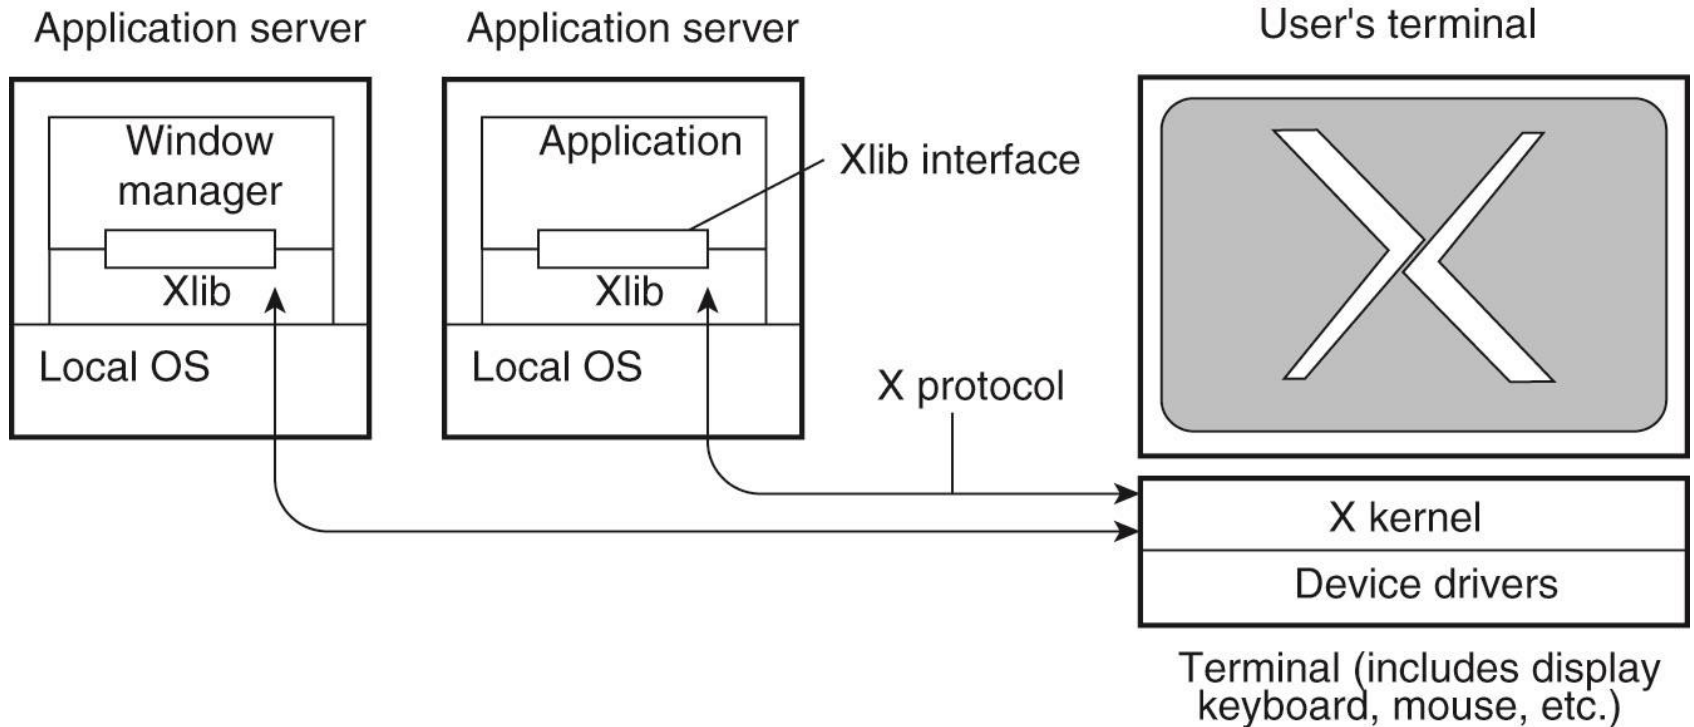 Application server
Application server
User's terminal
Window
manager
Application
Xlib interface
Xlib
Xlib
Local OS
Local OS
X protocol
X kernel
Device drivers
Terminal (includes display
keyboard, mouse, etc.)